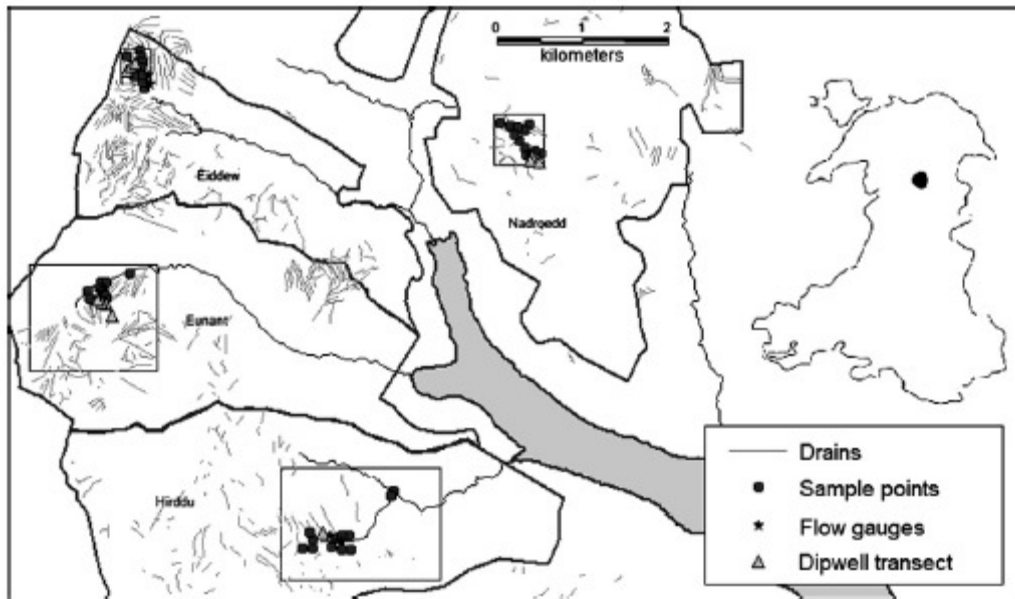 0 1 2
kilometers
Eiddew
Nadroedd
Eunant
Hirddu
Drains
Sample points
Flow gauges
Dipwell transect